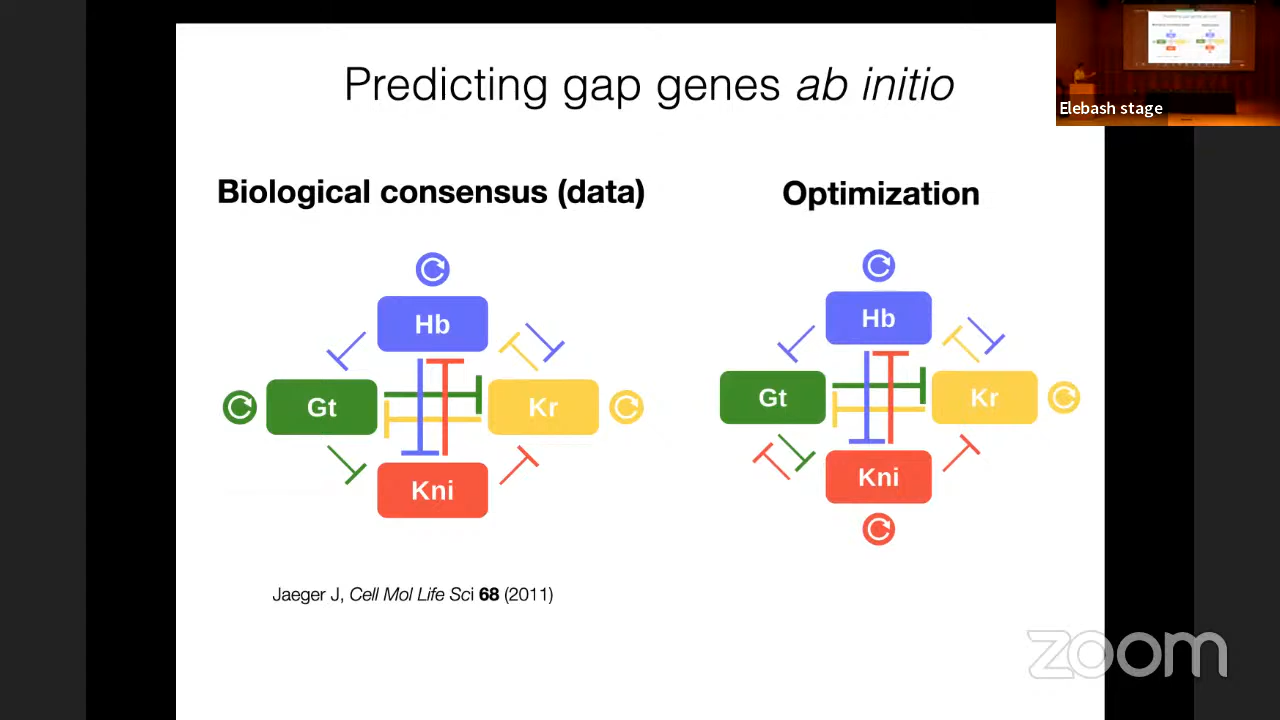 Predicting gap genes ab initio
Elebash stage
Biological consensus (data)
Optimization
Hb
Gt
Kr
Kni
Hb
Gt
Kr
Kni
Jaeger J, Cell Mol Life Sci 68 (2011)
zoom